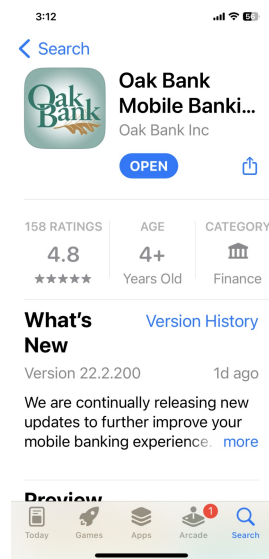 3:12
56
Search
Oak
Bank
Oak Bank
Mobile Banki...
Oak Bank Inc
OPEN
158 RATINGS
AGE
CATEGORY
4.8
4+
Years Old
Finance
What's
New
Version History
Version 22.2.200
1d ago
We are continually releasing new
updates to further improve your
mobile banking experience.
more
Preview
1
Today
Games
Apps
Arcade
Search